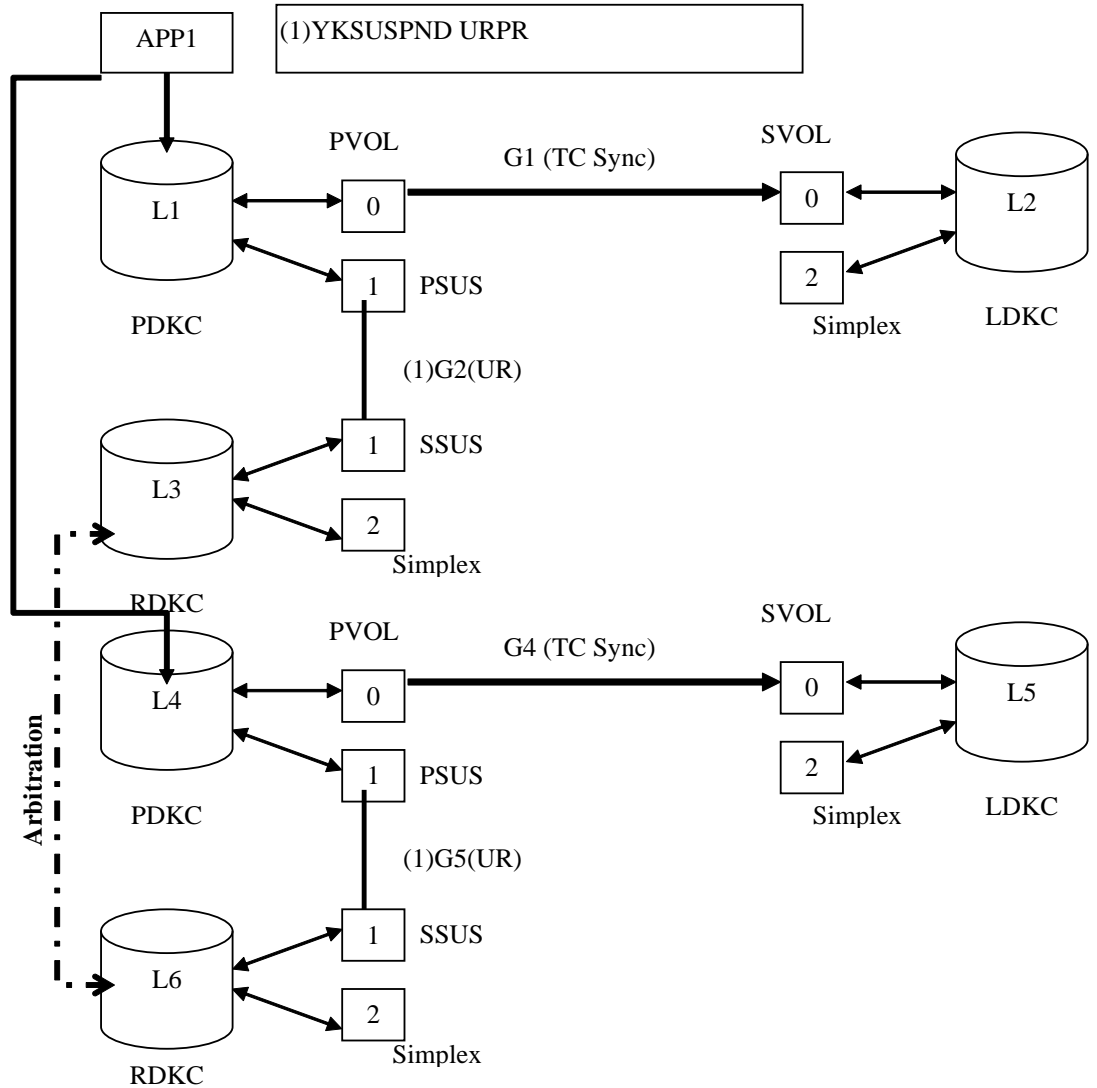 APP1
(1)YKSUSPND URPR
PVOL
G1 (TC Sync)
SVOL
L1
0
0
L2
1
PSUS
2
PDKC
Simplex
LDKC
(1)G2(UR)
1
SSUS
L3
2
Simplex
RDKC
PVOL
G4 (TC Sync)
SVOL
L4
0
0
L5
Arbitration
1
PSUS
2
PDKC
Simplex
LDKC
(1)G5(UR)
1
SSUS
L6
2
Simplex
RDKC